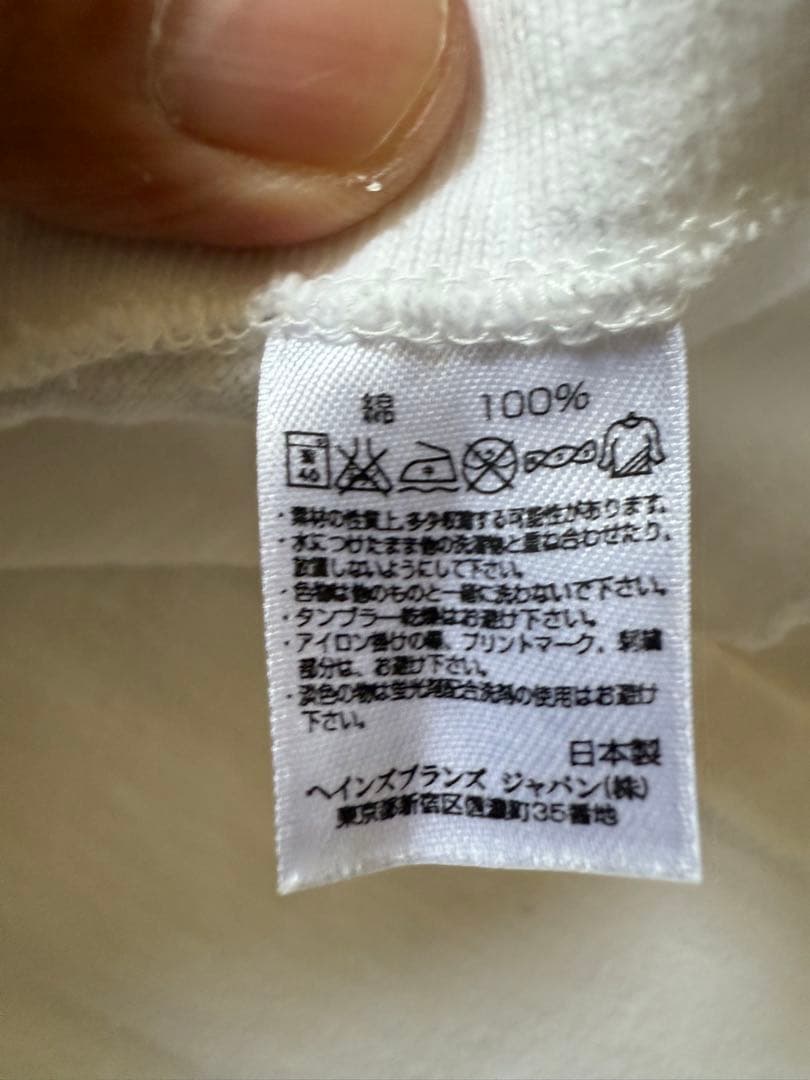 綿 100%
弱 40
・素材の性質上、多少収縮する可能性があります。
・水につけたまま他の洗濯物と重ね合わせたり、
放置しないようにして下さい。
・色物は他のものと一緒に洗わないで下さい。
・タンブラー乾燥はお避け下さい。
・アイロン掛けの際、プリントマーク、刺繍
部分は、お避け下さい。
・淡色の物は蛍光剤配合洗剤の使用はお避け
下さい。
日本製
ヘインズブランズ ジャパン(株)
東京都新宿区信濃町35番地